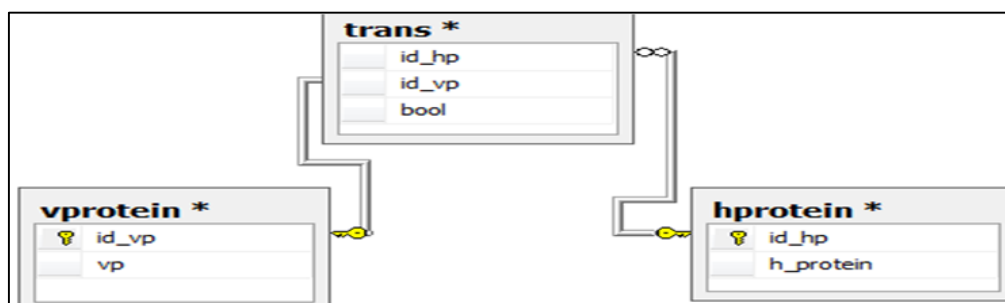 trans *
id_hp
id_vp
bool
vprotein *
id_vp
vp
hprotein *
id_hp
h_protein